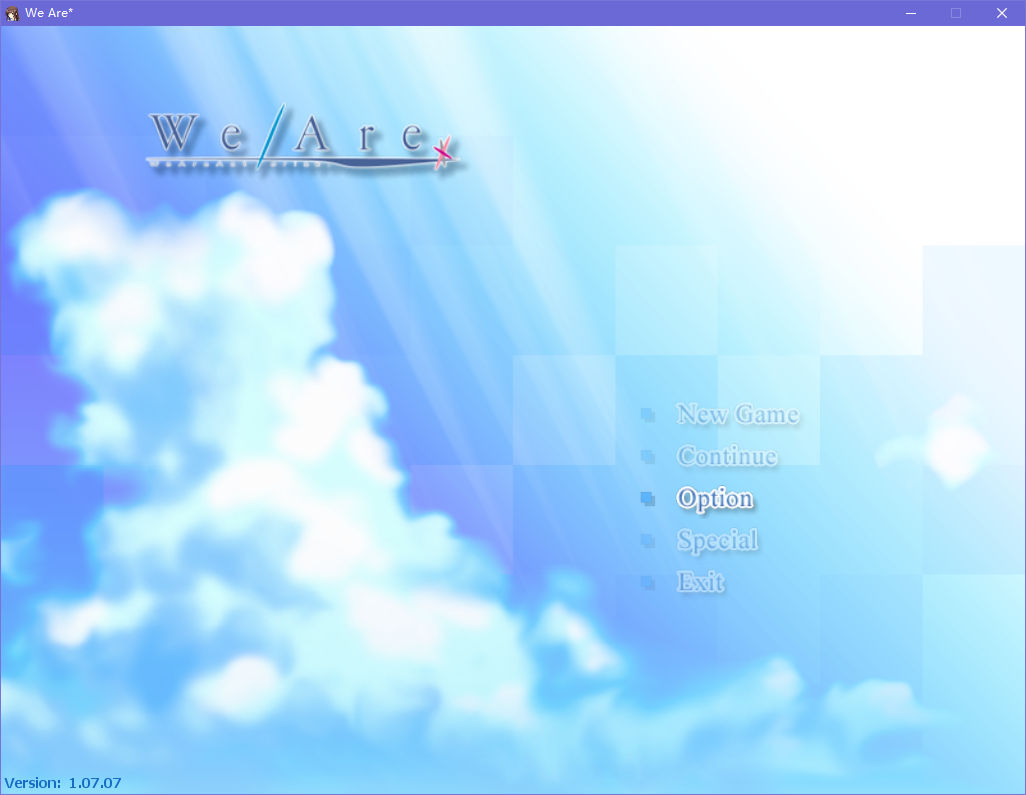 We Are*
We/Are*
New Game
Continue
Option
Special
Exit
Version: 1.07.07